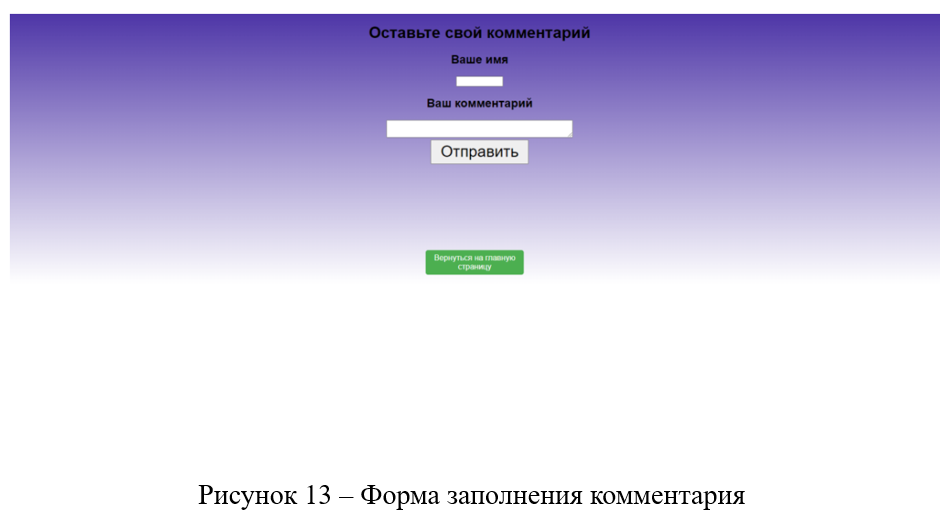 Оставьте свой комментарий
Ваше имя
Ваш комментарий
Отправить
Вернуться на главную
страницу
Рисунок 13 – Форма заполнения комментария